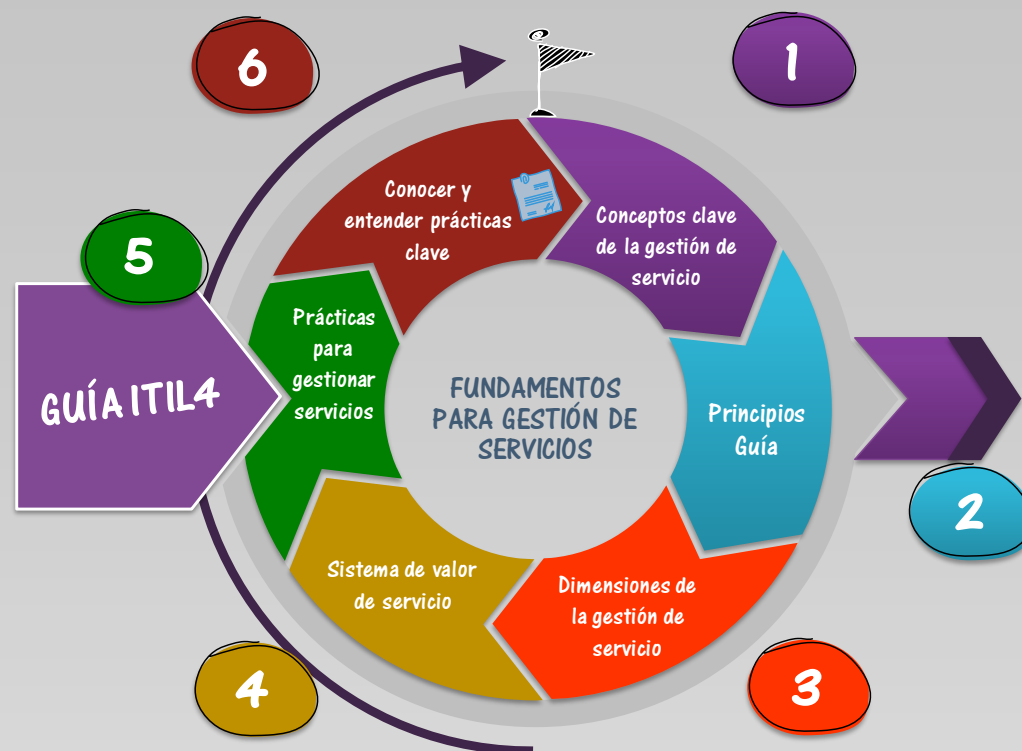 6
1
Conocer y
entender prácticas
clave
Conceptos clave
de la gestión de
servicio
5
Prácticas
para
gestionar
servicios
GUÍA ITIL4
FUNDAMENTOS
PARA GESTIÓN DE
SERVICIOS
Principios
Guía
2
Sistema de valor
de servicio
Dimensiones de
la gestión de
servicio
4
3